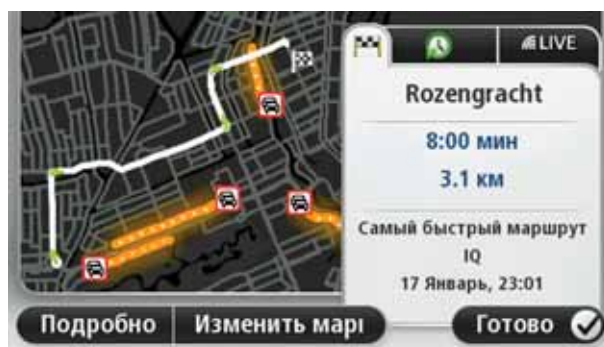 LIVE
Rozengracht
8:00 мин
3.1 км
Самый быстрый маршрут
IQ
17 Январь, 23:01
Подробно
Изменить марı
Готово